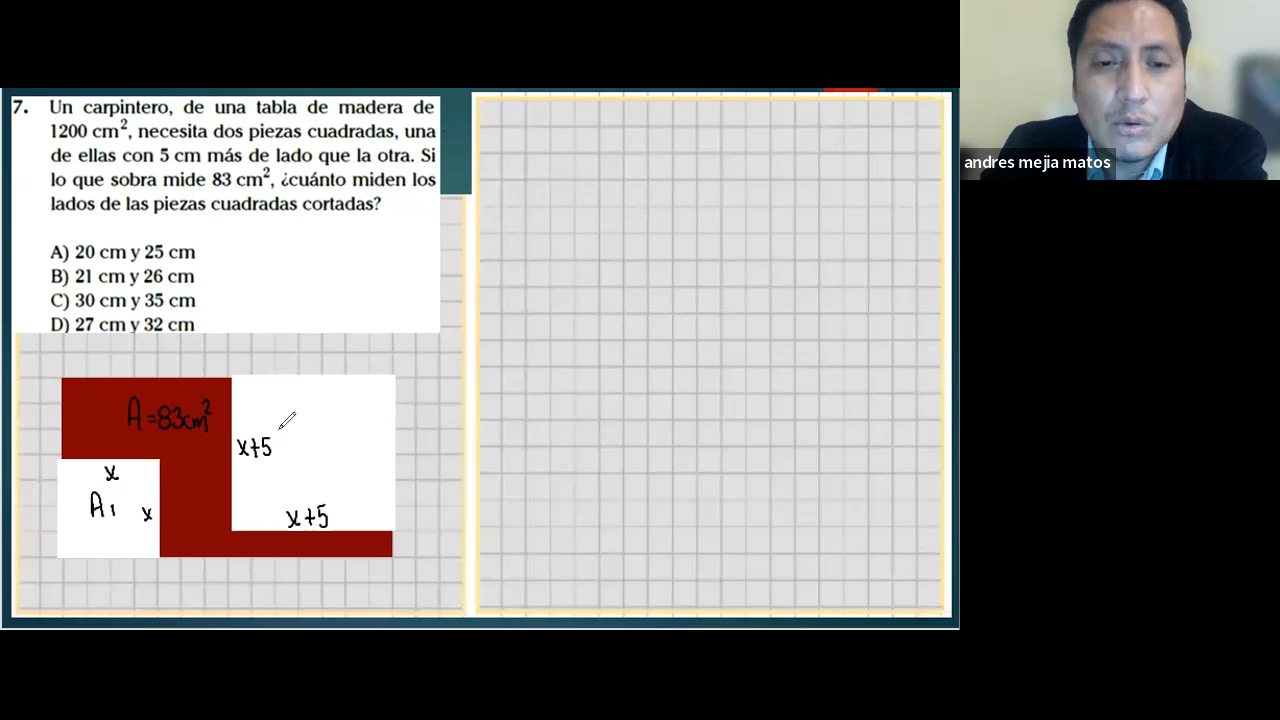 7. Un carpintero, de una tabla de madera de
1200 cm², necesita dos piezas cuadradas, una
de ellas con 5 cm más de lado que la otra. Si
lo que sobra mide 83 cm², ¿cuánto miden los
lados de las piezas cuadradas cortadas?
A) 20 cm y 25 cm
B) 21 cm y 26 cm
C) 30 cm y 35 cm
D) 27 cm y 32 cm
A=83cm²
x+5
x
A1 x
x+5
andres mejia matos